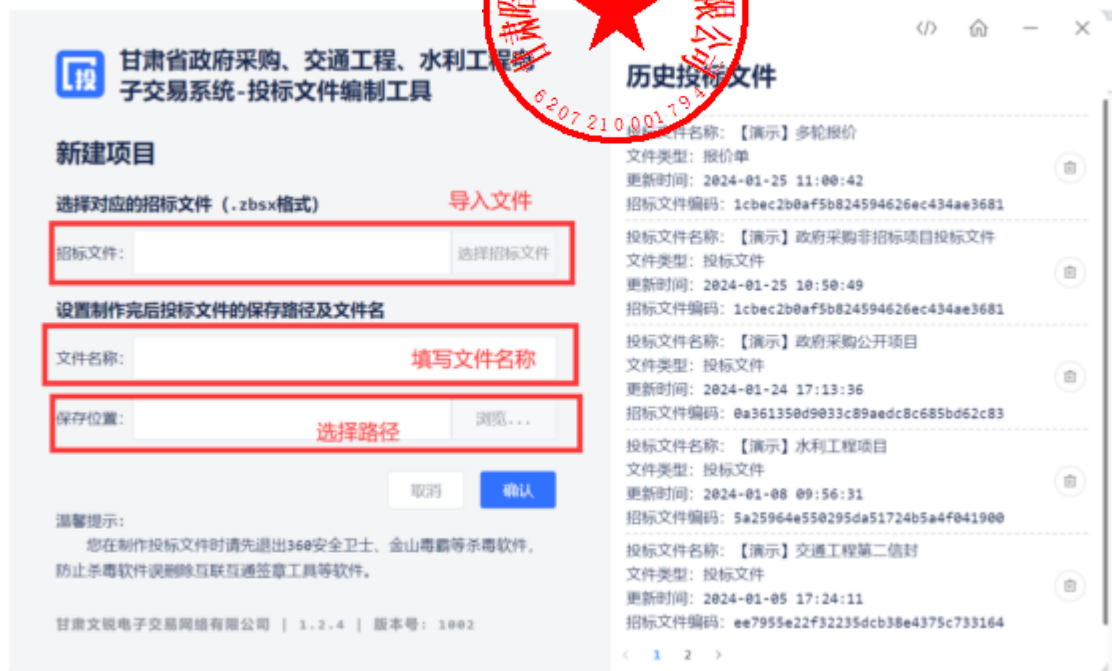 甘肃省政府采购、交通工程、水利工程电
子交易系统-投标文件编制工具
新建项目
选择对应的招标文件（.zbsx格式）
导入文件
招标文件：
选择招标文件
设置制作完后投标文件的保存路径及文件名
文件名称：
填写文件名称
保存位置：
选择路径
浏览...
取消
确认
温馨提示：
您在制作投标文件时请先退出360安全卫士、金山毒霸等杀毒软件，
防止杀毒软件误删除互联互通签章工具等软件。
甘肃文锐电子交易网络有限公司 | 1.2.4 | 版本号: 1002
6207210001794
限公司
历史投标文件
投标文件名称：【演示】多轮报价
文件类型：报价单
更新时间：2024-01-25 11:00:42
招标文件编码：1cbec2b0af5b824594626ec434ae3681
投标文件名称：【演示】政府采购非招标项目投标文件
文件类型：投标文件
更新时间：2024-01-25 10:50:49
招标文件编码：1cbec2b0af5b824594626ec434ae3681
投标文件名称：【演示】政府采购公开项目
文件类型：投标文件
更新时间：2024-01-24 17:13:36
招标文件编码：0a361350d9033c89aedc8c685bd62c83
投标文件名称：【演示】水利工程项目
文件类型：投标文件
更新时间：2024-01-08 09:56:31
招标文件编码：5a25964e550295da51724b5a4f041900
投标文件名称：【演示】交通工程第二信封
文件类型：投标文件
更新时间：2024-01-05 17:24:11
招标文件编码：ee7955e22f32235dcb38e4375c733164
1 2